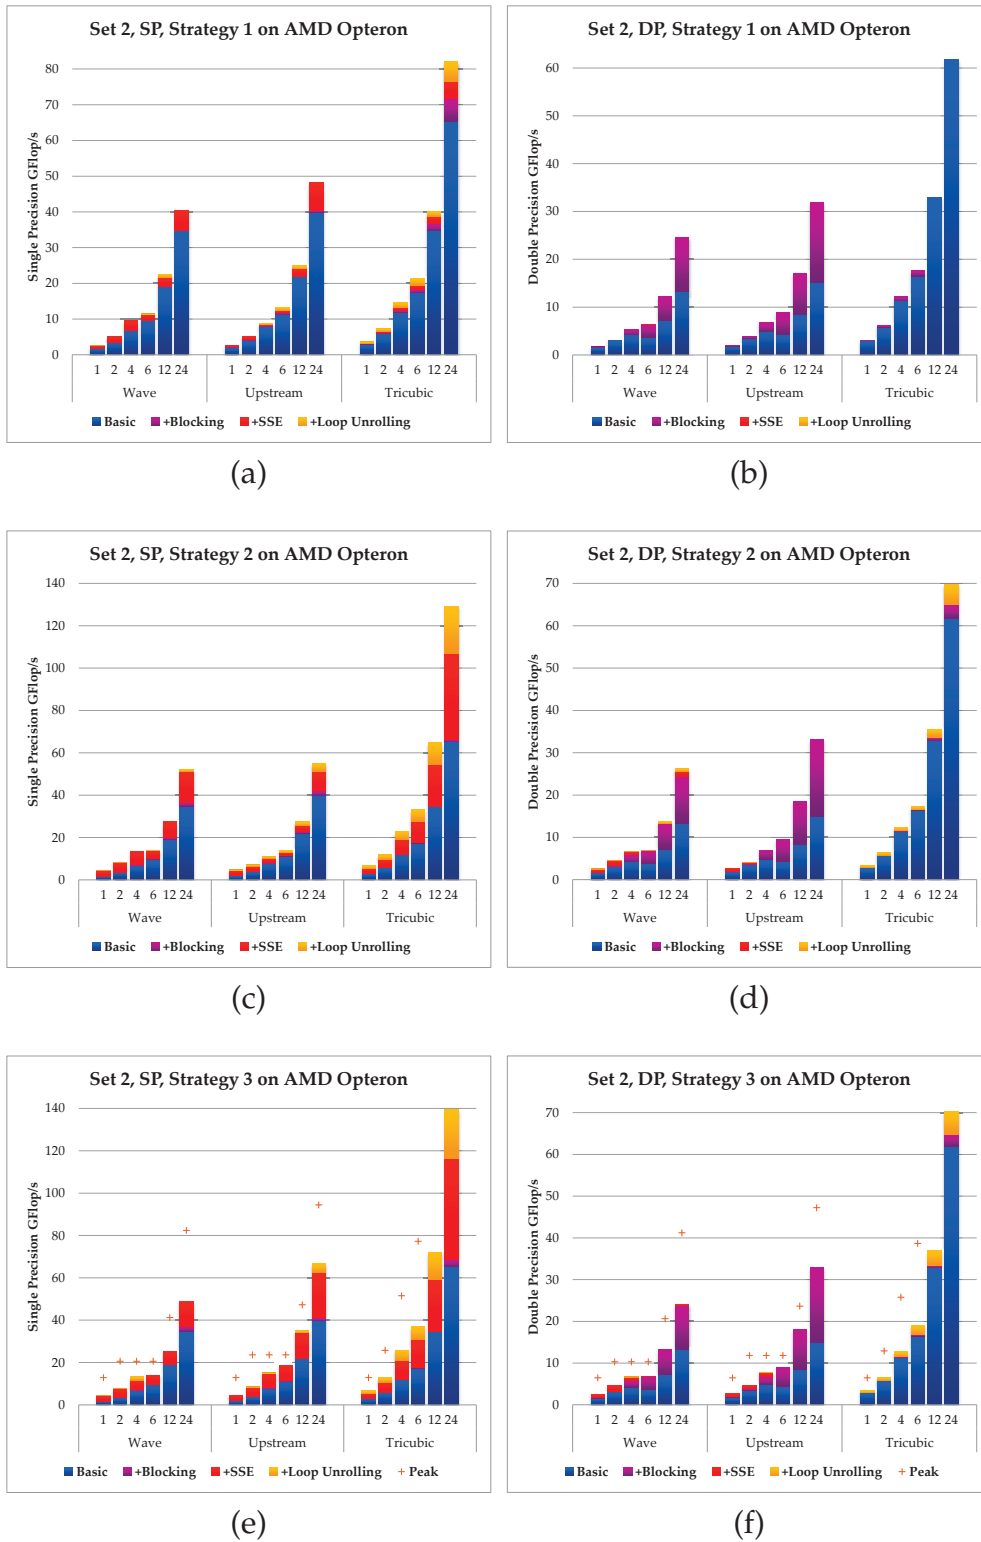 Set 2, SP, Strategy 1 on AMD Opteron
Single Precision GFlop/s
80
70
60
50
40
30
20
10
0
1 2 4 6 12 24 1 2 4 6 12 24 1 2 4 6 12 24
Wave Upstream Tricubic
Basic +Blocking +SSE +Loop Unrolling
(a)
Set 2, DP, Strategy 1 on AMD Opteron
Double Precision GFlop/s
60
50
40
30
20
10
0
1 2 4 6 12 24 1 2 4 6 12 24 1 2 4 6 12 24
Wave Upstream Tricubic
Basic +Blocking +SSE +Loop Unrolling
(b)
Set 2, SP, Strategy 2 on AMD Opteron
Single Precision GFlop/s
140
120
100
80
60
40
20
0
1 2 4 6 12 24 1 2 4 6 12 24 1 2 4 6 12 24
Wave Upstream Tricubic
Basic +Blocking +SSE +Loop Unrolling
(c)
Set 2, DP, Strategy 2 on AMD Opteron
Double Precision GFlop/s
70
60
50
40
30
20
10
0
1 2 4 6 12 24 1 2 4 6 12 24 1 2 4 6 12 24
Wave Upstream Tricubic
Basic +Blocking +SSE +Loop Unrolling
(d)
Set 2, SP, Strategy 3 on AMD Opteron
Single Precision GFlop/s
140
120
100
80
60
40
20
0
1 2 4 6 12 24 1 2 4 6 12 24 1 2 4 6 12 24
Wave Upstream Tricubic
Basic +Blocking +SSE +Loop Unrolling + Peak
(e)
Set 2, DP, Strategy 3 on AMD Opteron
Double Precision GFlop/s
70
60
50
40
30
20
10
0
1 2 4 6 12 24 1 2 4 6 12 24 1 2 4 6 12 24
Wave Upstream Tricubic
Basic +Blocking +SSE +Loop Unrolling + Peak
(f)